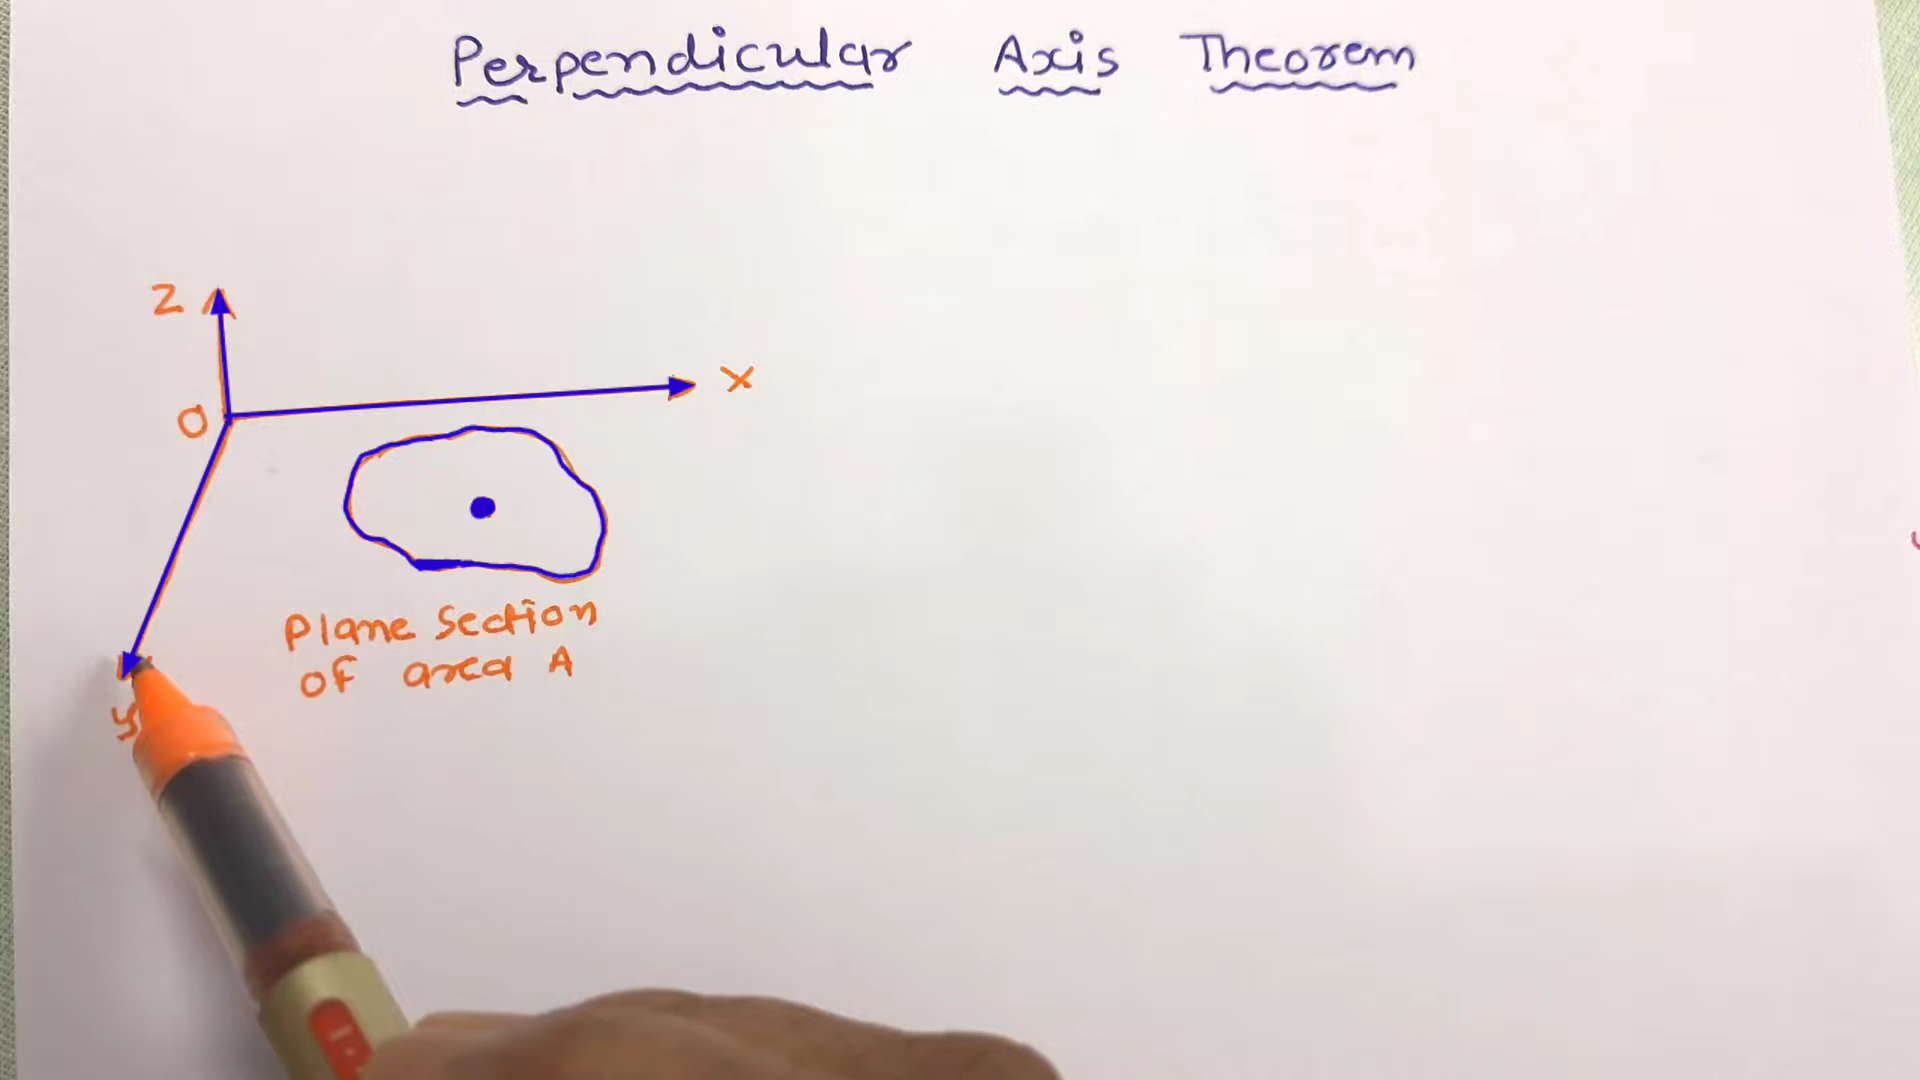 Perpendicular Axis Theorem
Z
X
O
Plane Section
of area A
y